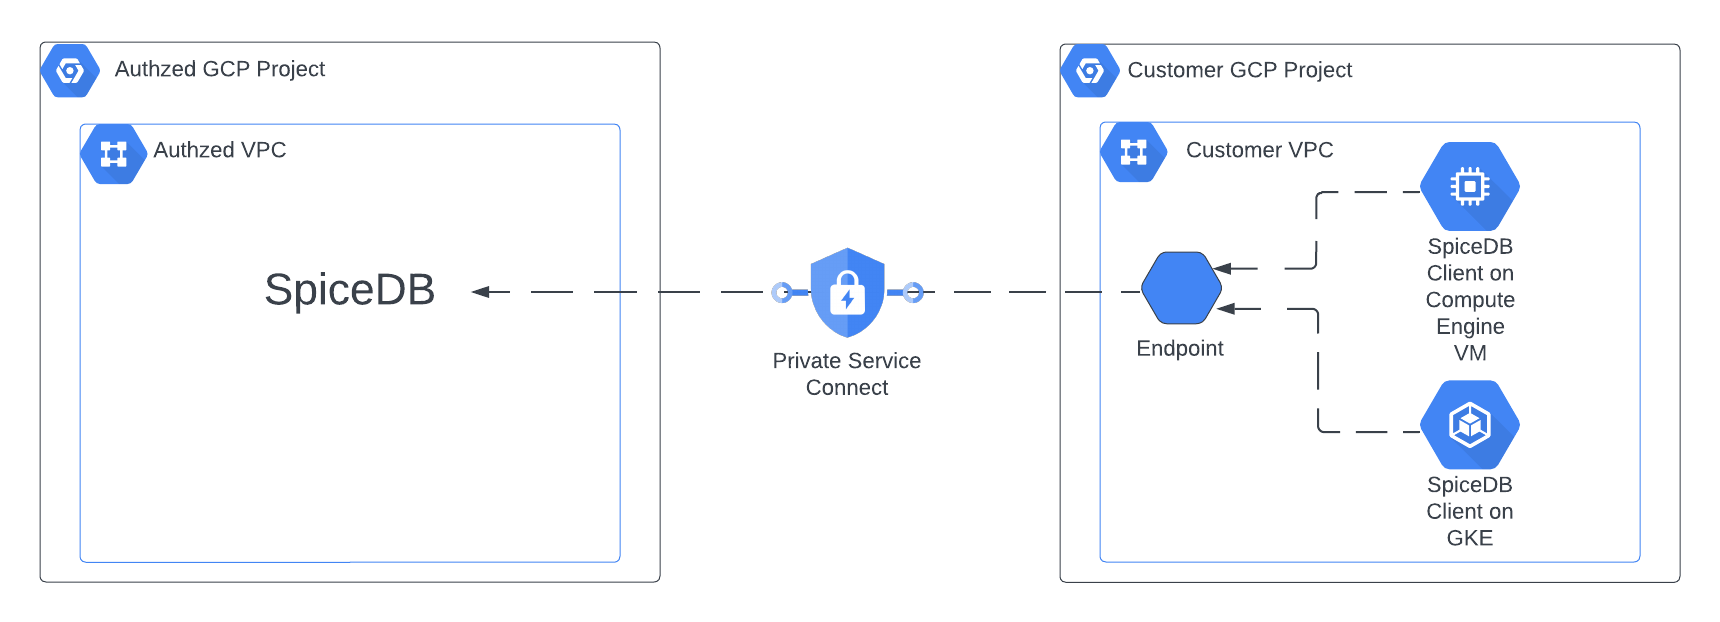 Authzed GCP Project
Authzed VPC
SpiceDB
Private Service
Connect
Customer GCP Project
Customer VPC
Endpoint
SpiceDB
Client on
Compute
Engine
VM
SpiceDB
Client on
GKE